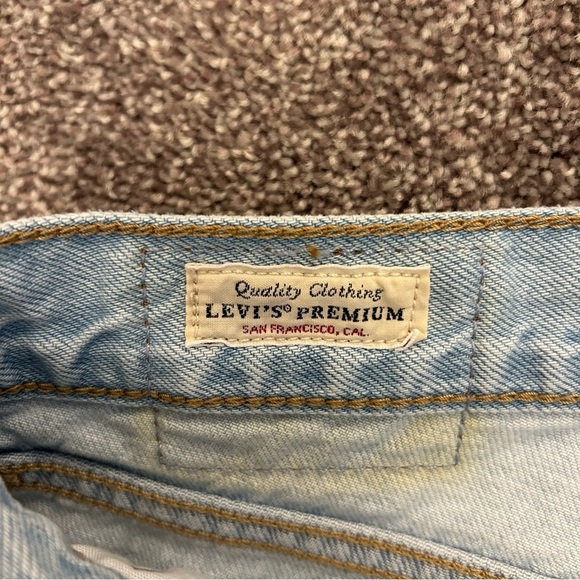 Quality Clothing
LEVI'S® PREMIUM
SAN FRANCISCO, CAL.